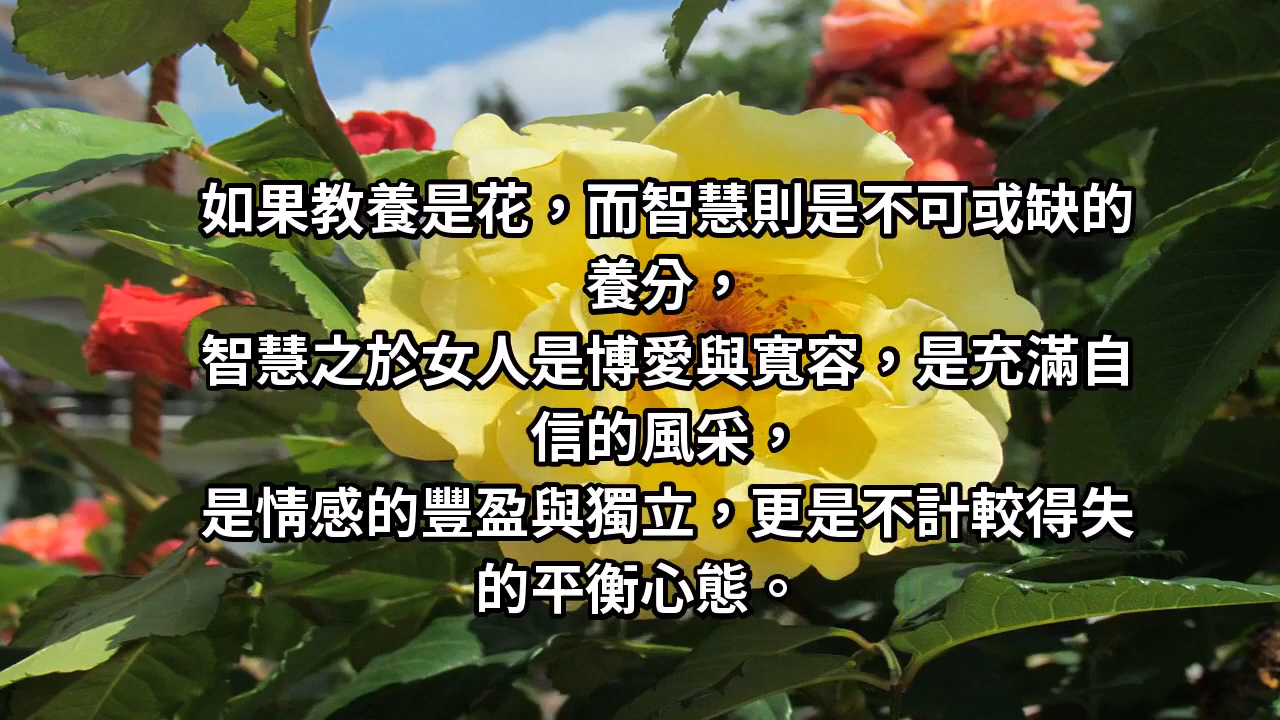 如果教養是花，而智慧則是不可或缺的
養分，
智慧之於女人是博愛與寬容，是充滿自
信的風采，
是情感的豐盈與獨立，更是不計較得失
的平衡心態。